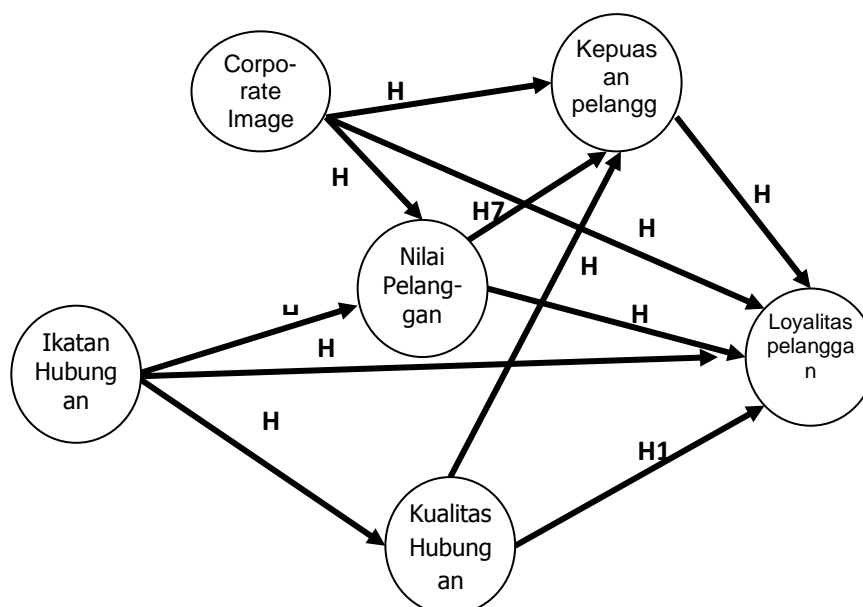 Corpo-
rate
Image
Kepuas
an
pelangg
H
H
H
H7
H
H
Nilai
Pelang-
gan
H
H
Loyalitas
pelangga
n
Ikatan
Hubung
an
H
H
H1
Kualitas
Hubung
an